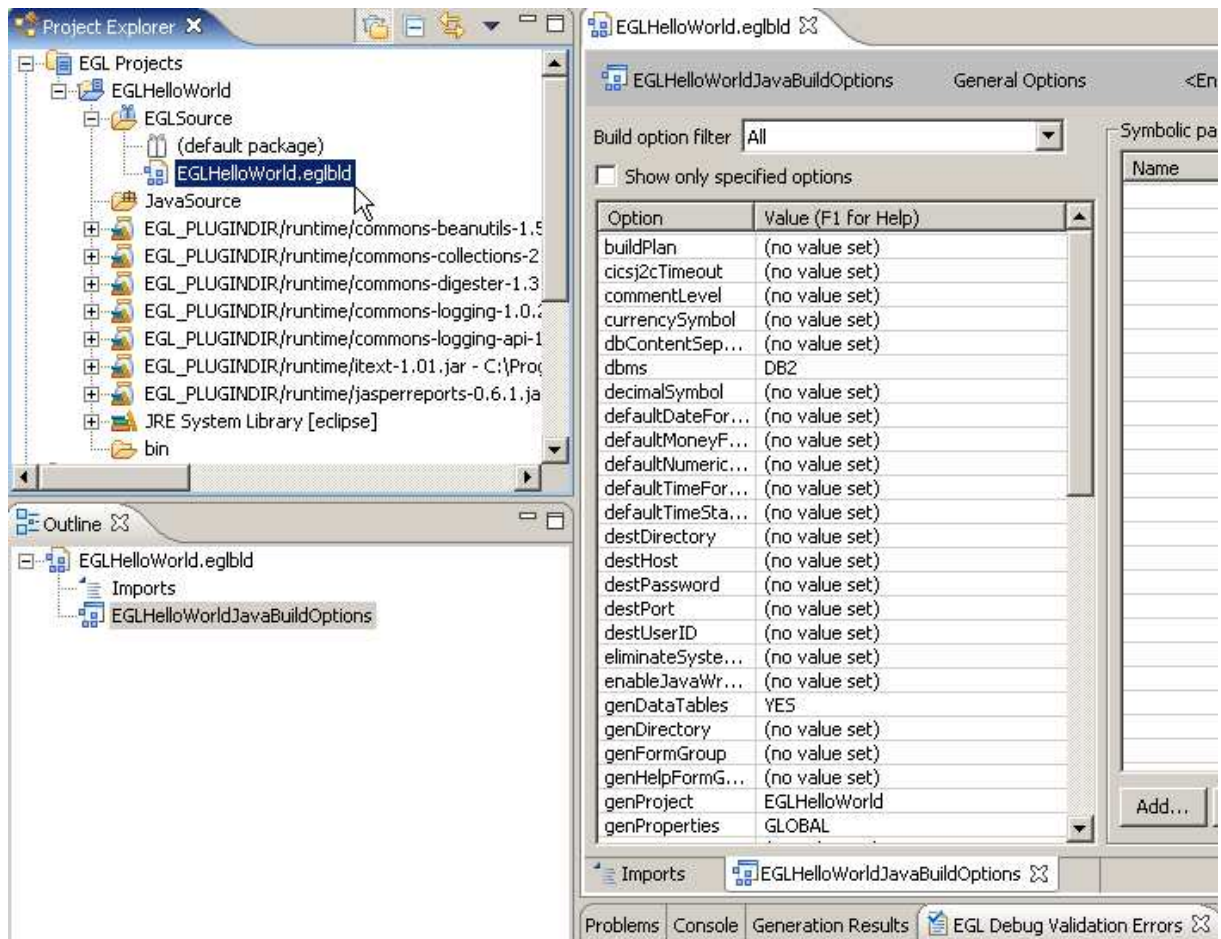 Project Explorer
EGL Projects
EGLHelloWorld
EGLSource
(default package)
EGLHelloWorld.eglbld
JavaSource
EGL_PLUGINDIR/runtime/commons-beanutils-1.5
EGL_PLUGINDIR/runtime/commons-collections-2
EGL_PLUGINDIR/runtime/commons-digester-1.3
EGL_PLUGINDIR/runtime/commons-logging-1.0.2
EGL_PLUGINDIR/runtime/commons-logging-api-1
EGL_PLUGINDIR/runtime/itext-1.01.jar - C:\Prog
EGL_PLUGINDIR/runtime/jasperreports-0.6.1.ja
JRE System Library [eclipse]
bin
Outline
EGLHelloWorld.eglbld
Imports
EGLHelloWorldJavaBuildOptions
EGLHelloWorld.eglbld
EGLHelloWorldJavaBuildOptions General Options <En
Build option filter All
Show only specified options
Option Value (F1 for Help)
buildPlan (no value set)
cicsj2cTimeout (no value set)
commentLevel (no value set)
currencySymbol (no value set)
dbContentSep... (no value set)
dbms DB2
decimalSymbol (no value set)
defaultDateFor... (no value set)
defaultMoneyF... (no value set)
defaultNumeric... (no value set)
defaultTimeFor... (no value set)
defaultTimeSta... (no value set)
destDirectory (no value set)
destHost (no value set)
destPassword (no value set)
destPort (no value set)
destUserID (no value set)
eliminateSyste... (no value set)
enableJavaWr... (no value set)
genDataTables YES
genDirectory (no value set)
genFormGroup (no value set)
genHelpFormG... (no value set)
genProject EGLHelloWorld
genProperties GLOBAL
Symbolic pa
Name
Add...
Imports EGLHelloWorldJavaBuildOptions
Problems Console Generation Results EGL Debug Validation Errors